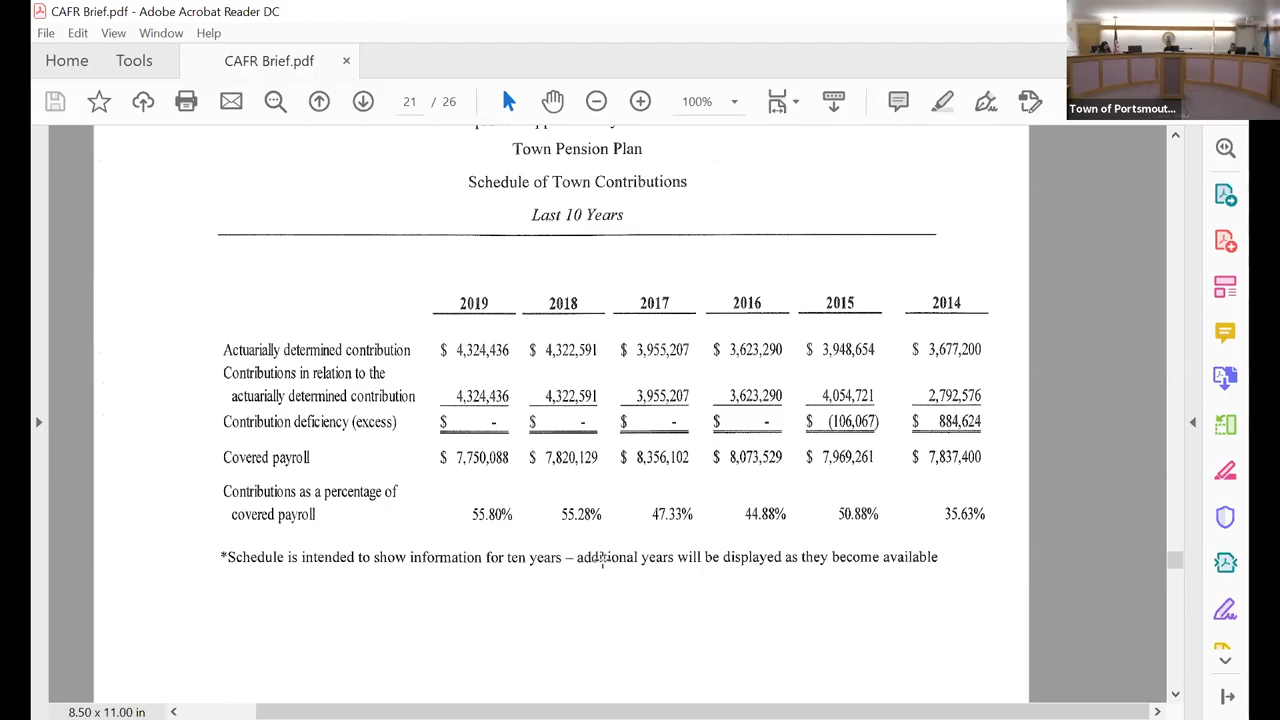 CAFR Brief.pdf - Adobe Acrobat Reader DC
File Edit View Window Help
Home Tools CAFR Brief.pdf ×
21 / 26 100%
Town of Portsmout...
Town Pension Plan
Schedule of Town Contributions
Last 10 Years
2019 2018 2017 2016 2015 2014
Actuarially determined contribution $ 4,324,436 $ 4,322,591 $ 3,955,207 $ 3,623,290 $ 3,948,654 $ 3,677,200
Contributions in relation to the
actuarially determined contribution 4,324,436 4,322,591 3,955,207 3,623,290 4,054,721 2,792,576
Contribution deficiency (excess) $ - $ - $ - $ - $ (106,067) $ 884,624
Covered payroll $ 7,750,088 $ 7,820,129 $ 8,356,102 $ 8,073,529 $ 7,969,261 $ 7,837,400
Contributions as a percentage of
covered payroll 55.80% 55.28% 47.33% 44.88% 50.88% 35.63%
*Schedule is intended to show information for ten years – additional years will be displayed as they become available
8.50 x 11.00 in